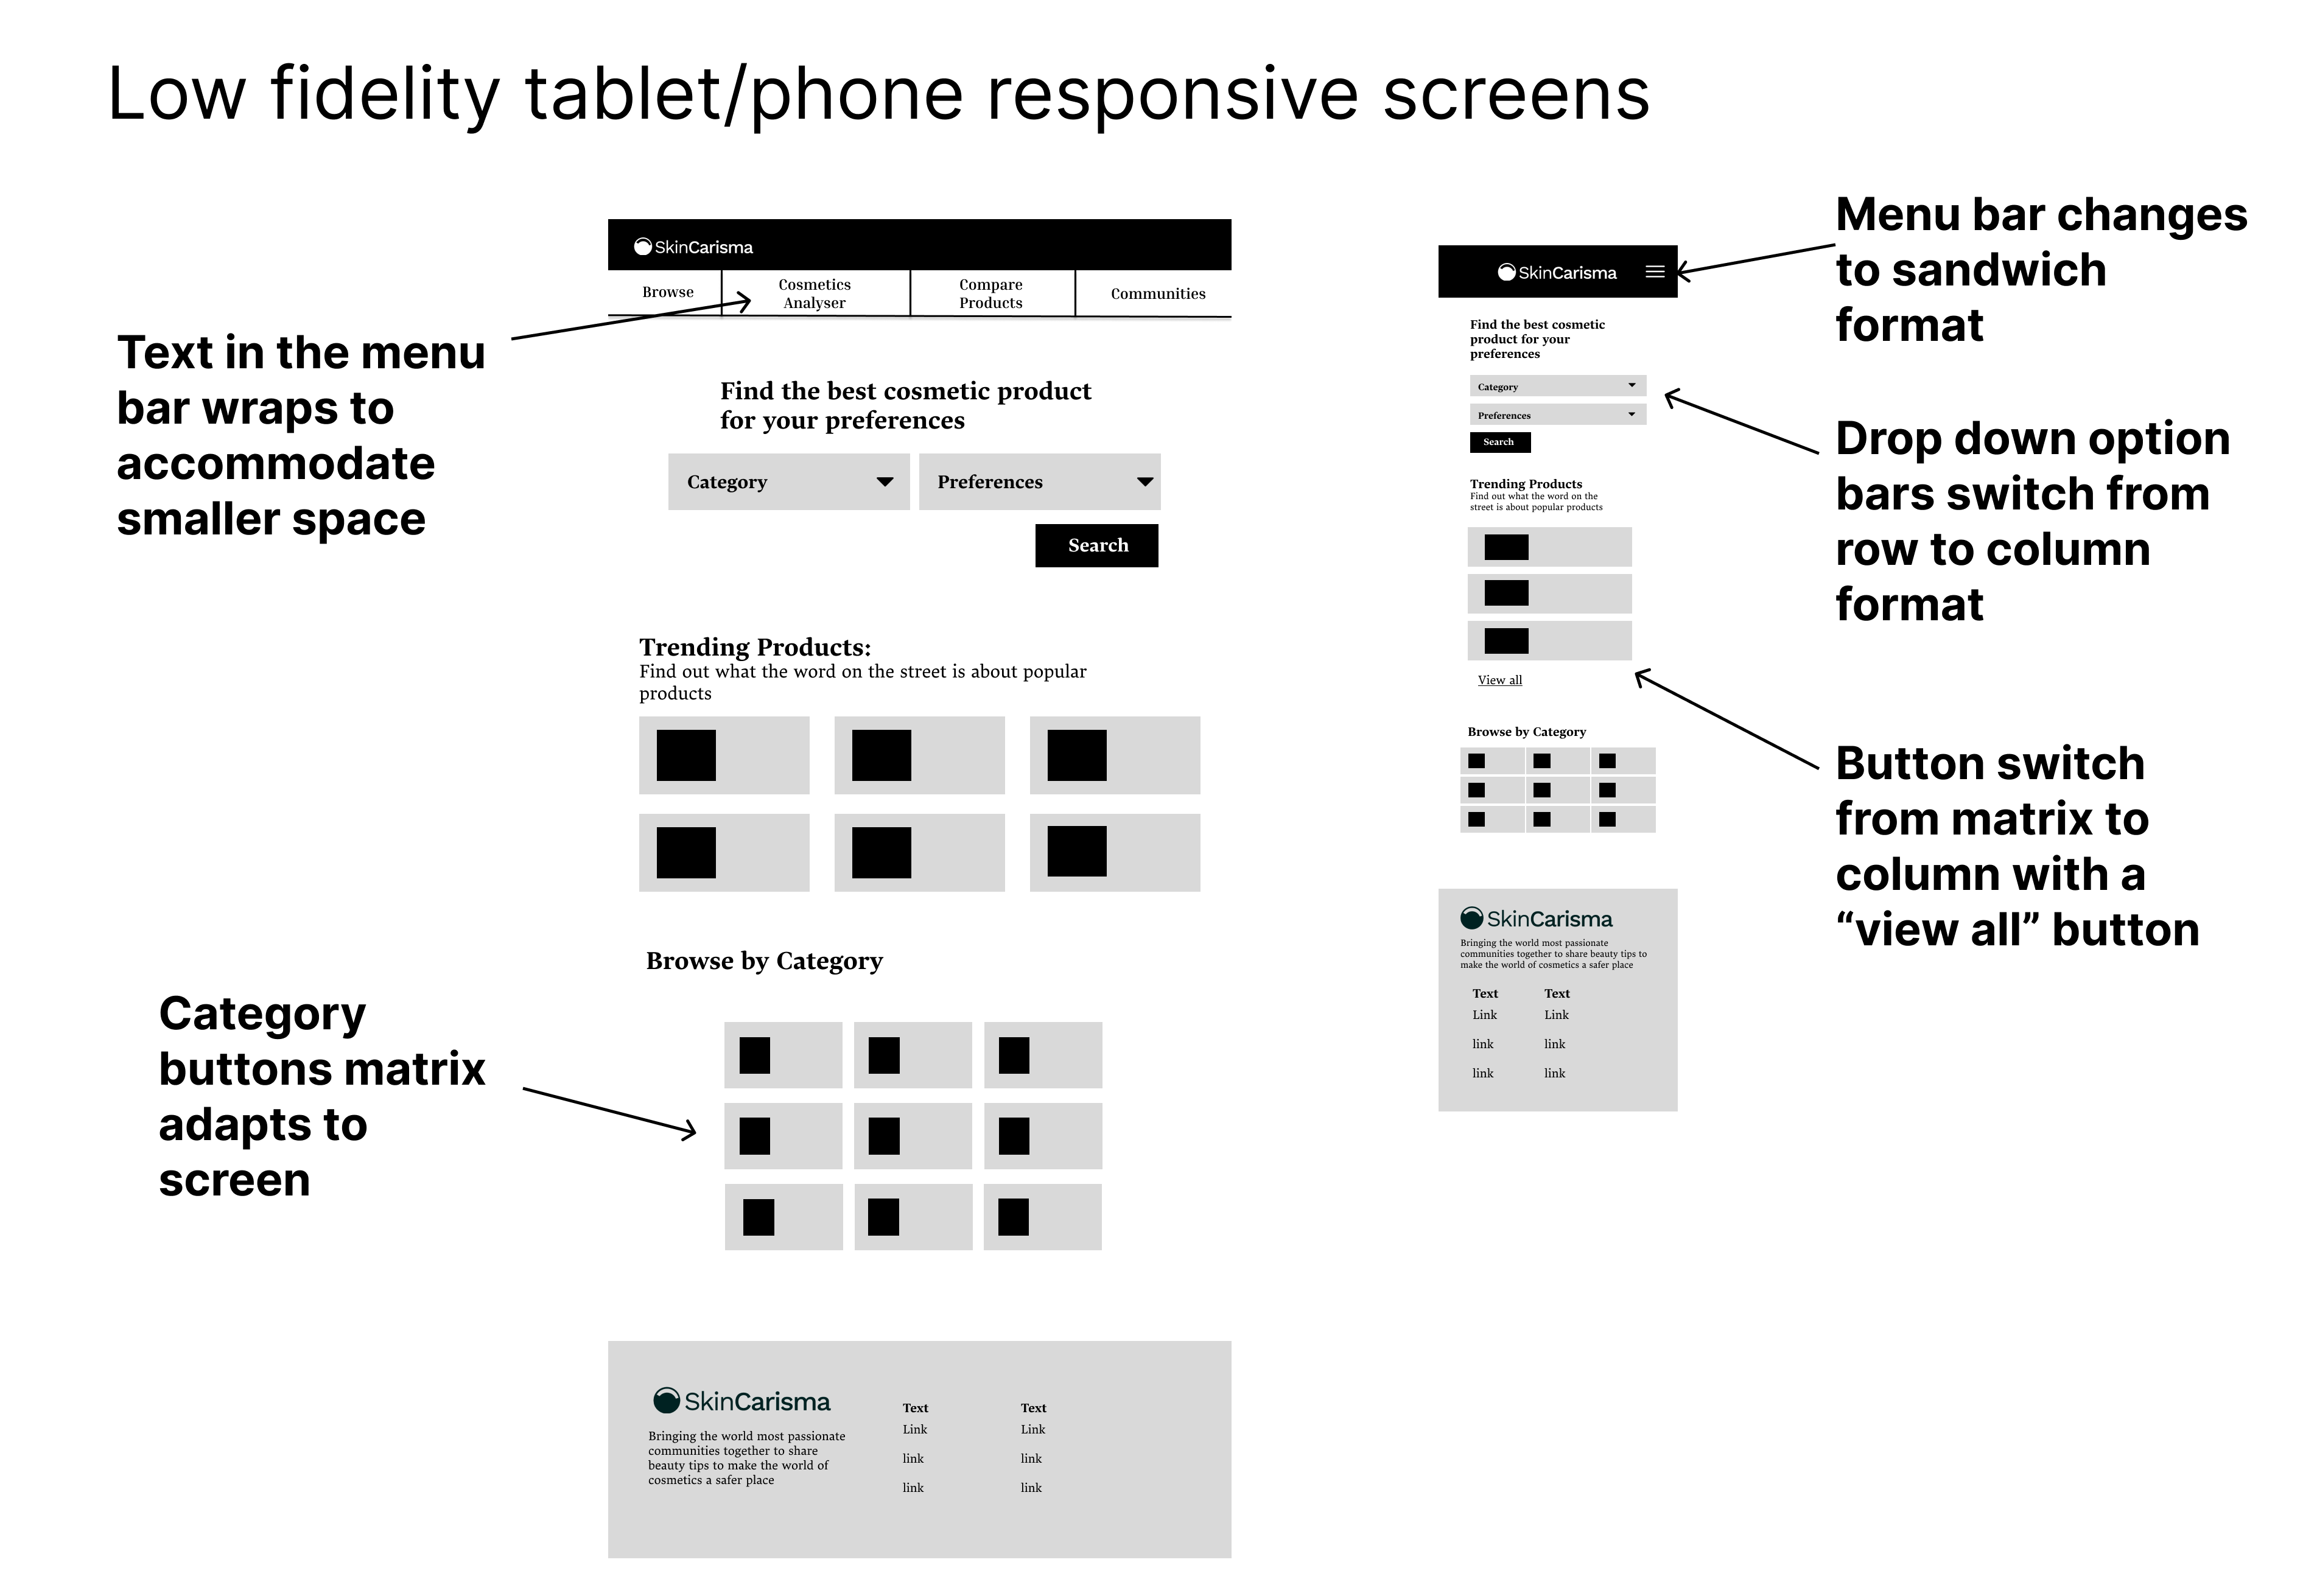 Low fidelity tablet/phone responsive screens
Text in the menu
bar wraps to
accommodate
smaller space
Category
buttons matrix
adapts to
screen
SkinCarisma
Browse
Cosmetics
Analyser
Compare
Products
Communities
Find the best cosmetic product
for your preferences
Category
Preferences
Search
Trending Products:
Find out what the word on the street is about popular
products
Browse by Category
SkinCarisma
Bringing the world most passionate
communities together to share
beauty tips to make the world of
cosmetics a safer place
Text
Link
link
link
Text
Link
link
link
SkinCarisma
Find the best cosmetic
product for your
preferences
Category
Preferences
Search
Trending Products
Find out what the word on the
street is about popular products
View all
Browse by Category
SkinCarisma
Bringing the world most passionate
communities together to share beauty tips to
make the world of cosmetics a safer place
Text
Link
link
link
Text
Link
link
link
Menu bar changes
to sandwich
format
Drop down option
bars switch from
row to column
format
Button switch
from matrix to
column with a
“view all” button